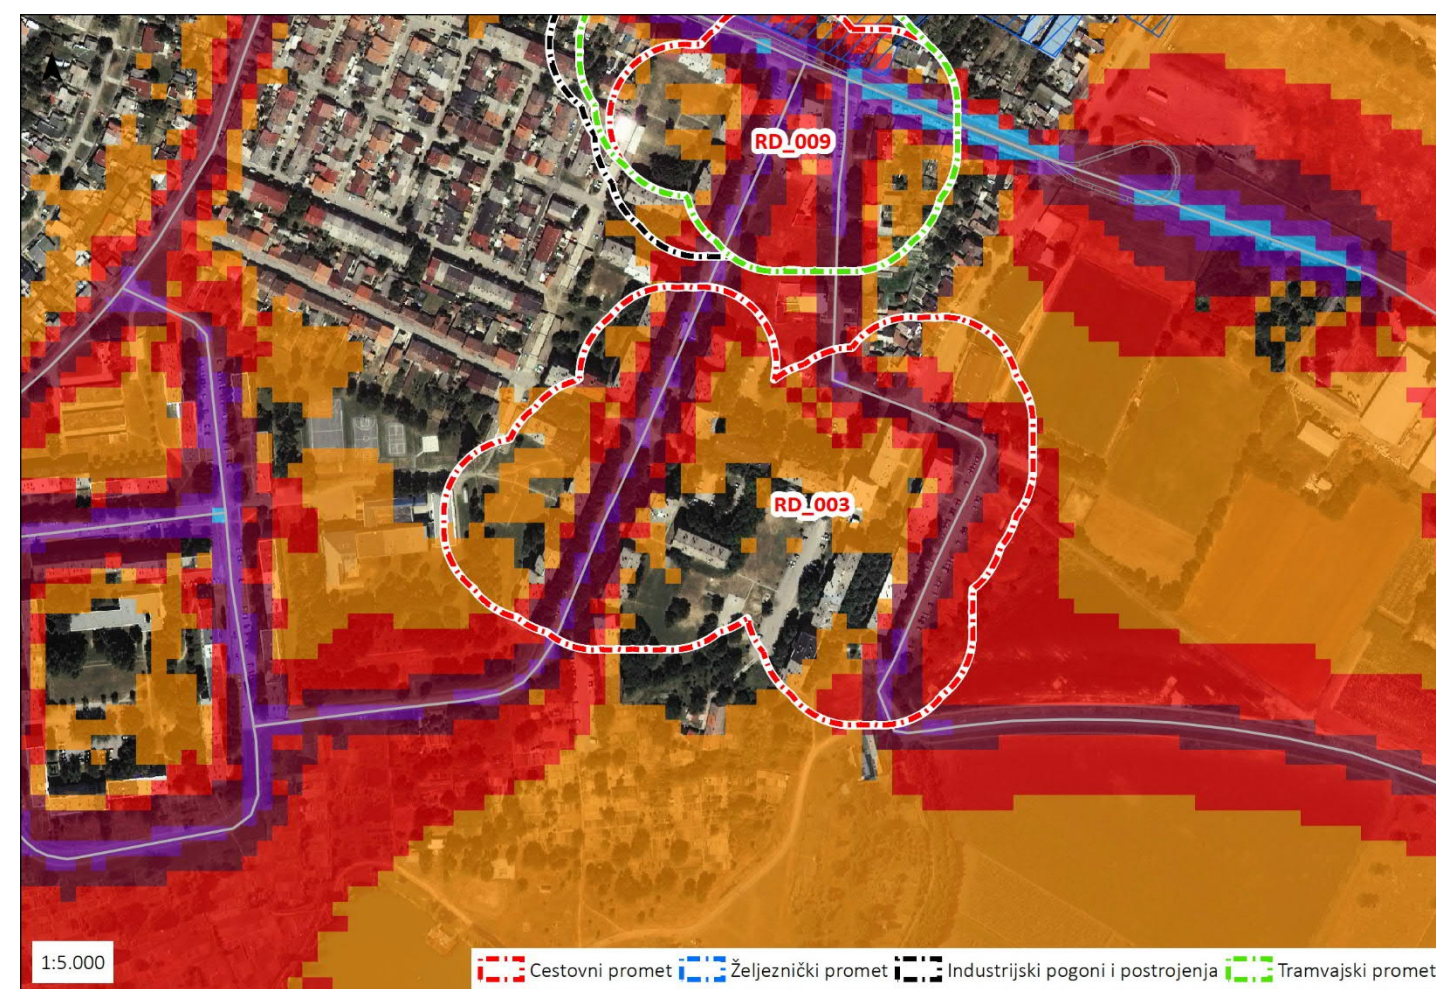 RD_009
RD_003
1:5.000
Cestovni promet Željeznički promet Industrijski pogoni i postrojenja Tramvajski promet